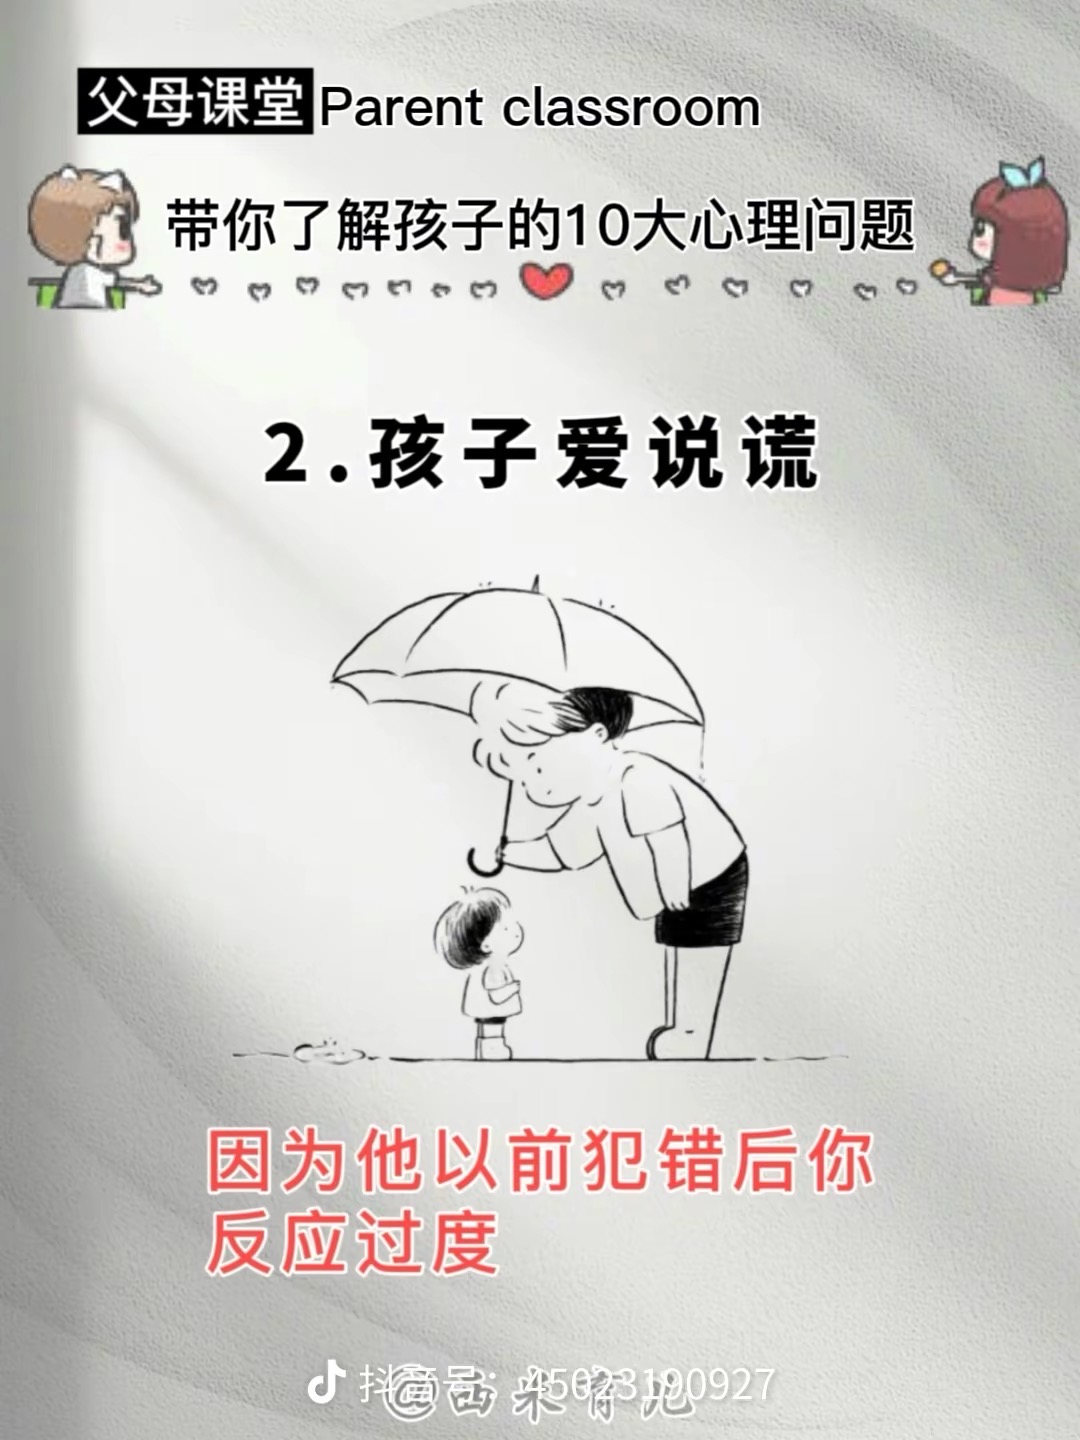 父母课堂 Parent classroom
带你了解孩子的10大心理问题
2.孩子爱说谎
因为他以前犯错后你
反应过度
抖音号：45023190927
@西米育儿